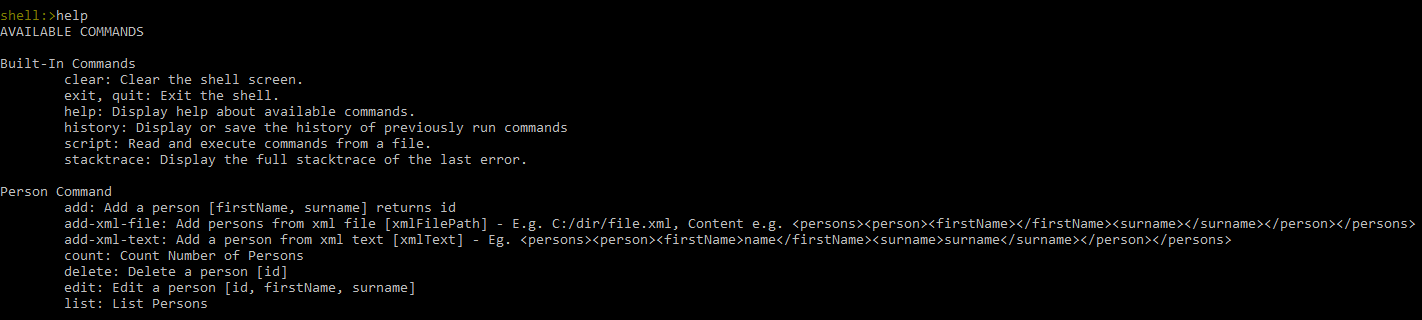 shell:>help
AVAILABLE COMMANDS
Built-In Commands
clear: Clear the shell screen.
exit, quit: Exit the shell.
help: Display help about available commands.
history: Display or save the history of previously run commands
script: Read and execute commands from a file.
stacktrace: Display the full stacktrace of the last error.
Person Command
add: Add a person [firstName, surname] returns id
add-xml-file: Add persons from xml file [xmlFilePath] - E.g. C:/dir/file.xml, Content e.g. <persons><person><firstName></firstName><surname></surname></person></persons>
add-xml-text: Add a person from xml text [xmlText] - Eg. <persons><person><firstName>name</firstName><surname>surname</surname></person></persons>
count: Count Number of Persons
delete: Delete a person [id]
edit: Edit a person [id, firstName, surname]
list: List Persons